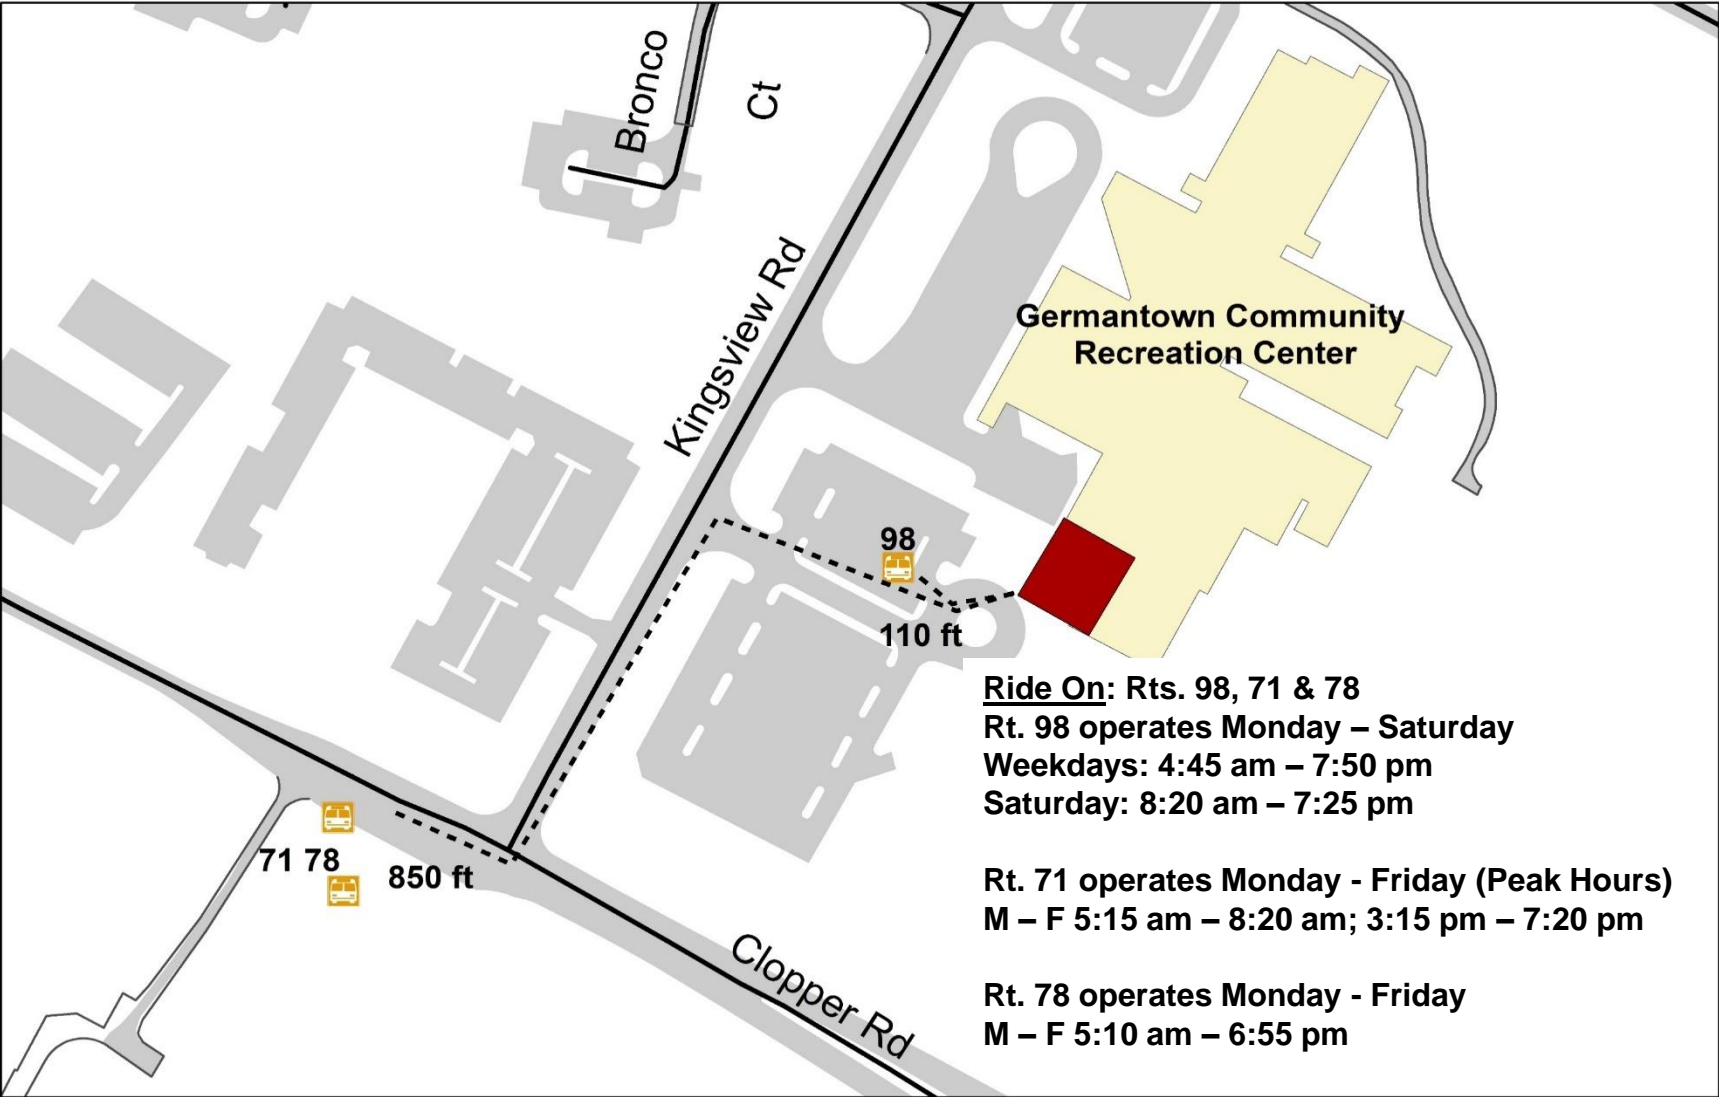 Bronco
Ct
Kingsview Rd
Germantown Community
Recreation Center
98
110 ft
71 78
850 ft
Clopper Rd
Ride On: Rts. 98, 71 & 78
Rt. 98 operates Monday – Saturday
Weekdays: 4:45 am – 7:50 pm
Saturday: 8:20 am – 7:25 pm
Rt. 71 operates Monday - Friday (Peak Hours)
M – F 5:15 am – 8:20 am; 3:15 pm – 7:20 pm
Rt. 78 operates Monday - Friday
M – F 5:10 am – 6:55 pm